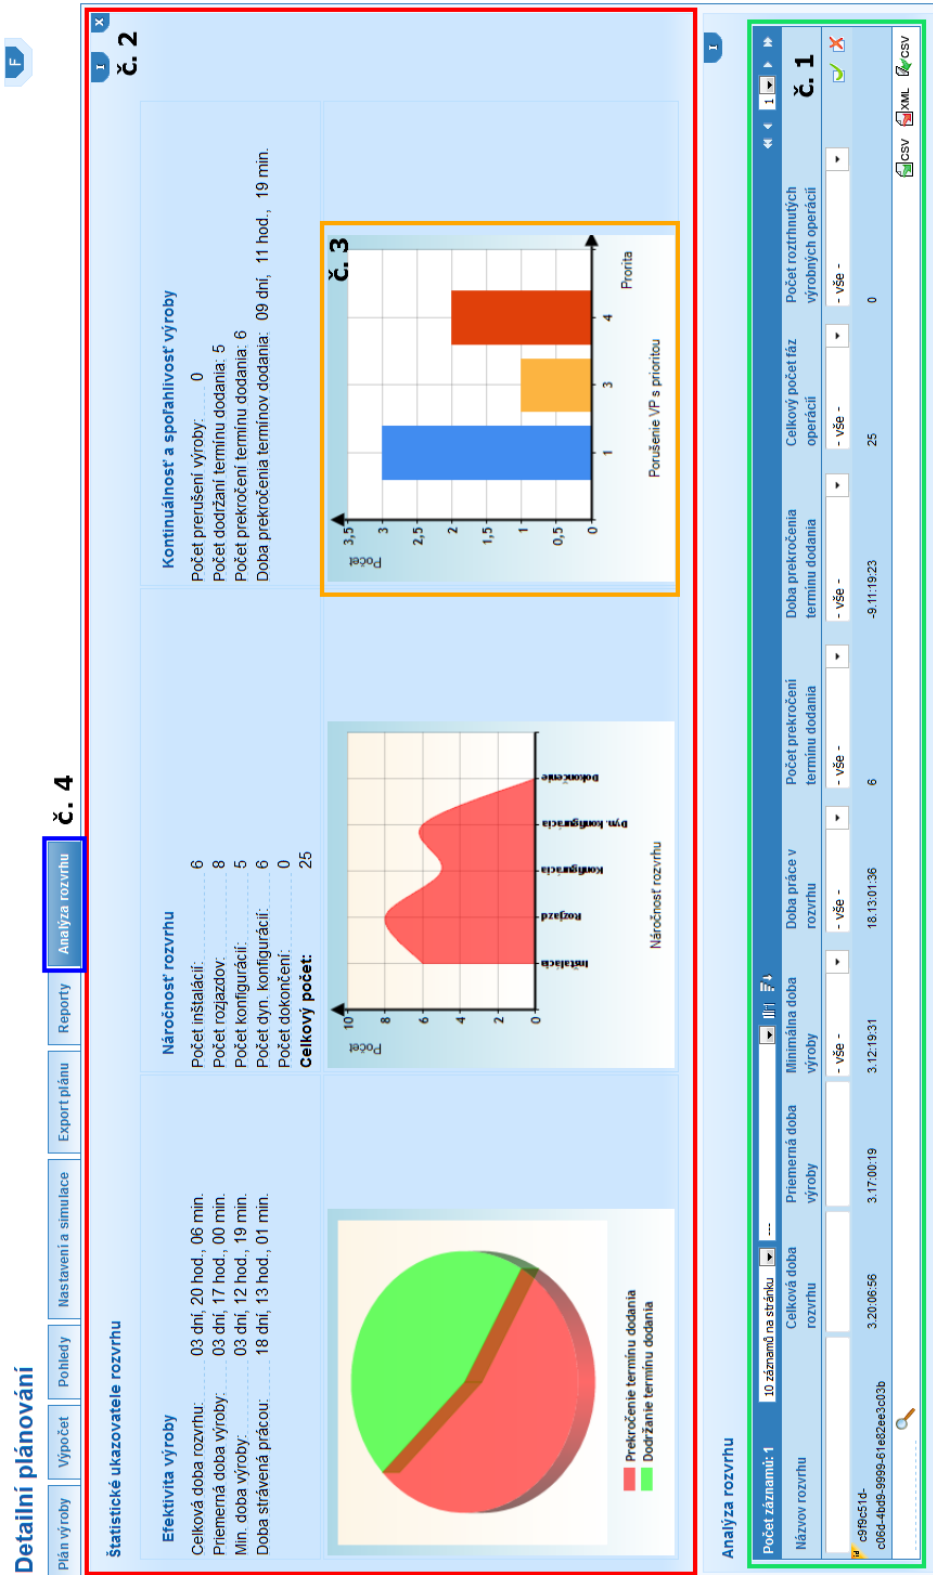 Detailní plánování
F
Plán výroby
Výpočet
Pohledy
Nastavení a simulace
Export plánu
Reporty
Analýza rozvrhu
č. 4
Štatistické ukazovatele rozvrhu
I
X
č. 2
Efektivita výroby
Celková doba rozvrhu: 03 dní, 20 hod., 06 min.
Priemerná doba výroby: 03 dní, 17 hod., 00 min.
Min. doba výroby: 03 dní, 12 hod., 19 min.
Doba strávená prácou: 18 dní, 13 hod., 01 min.
Náročnosť rozvrhu
Počet inštalácií: 6
Počet rozjazdov: 8
Počet konfigurácií: 5
Počet dyn. konfigurácií: 6
Počet dokončení: 0
Celkový počet: 25
Kontinuálnosť a spoľahlivosť výroby
Počet prerušení výroby: 0
Počet dodržaní termínu dodania: 5
Počet prekročení termínu dodania: 6
Doba prekročenia termínov dodania: 09 dní, 11 hod., 19 min.
Prekročenie termínu dodania
Dodržanie termínu dodania
Počet
10
8
6
4
2
0
Inštalácia
Rozjazd
Konfigurácia
Dyn. konfigurácia
Dokončenie
Náročnosť rozvrhu
č. 3
Počet
3,5
3
2,5
2
1,5
1
0,5
0
1
3
4
Prorita
Porušenie VP s prioritou
Analýza rozvrhu
I
Počet záznamů: 1
10 záznamů na stránku
---
1
č. 1
Názvov rozvrhu
Celková doba rozvrhu
Priemerná doba výroby
Minimálna doba výroby
Doba práce v rozvrhu
Počet prekročení termínu dodania
Doba prekročenia termínu dodania
Celkový počet fáz operácií
Počet roztrhnutých výrobných operácií
- vše -
- vše -
- vše -
- vše -
- vše -
- vše -
c9f9c51d-
c06d-4bd9-9999-61e82ee3c03b
3.20:06:56
3.17:00:19
3.12:19:31
18.13:01:36
6
-9.11:19:23
25
0
CSV
XML
CSV